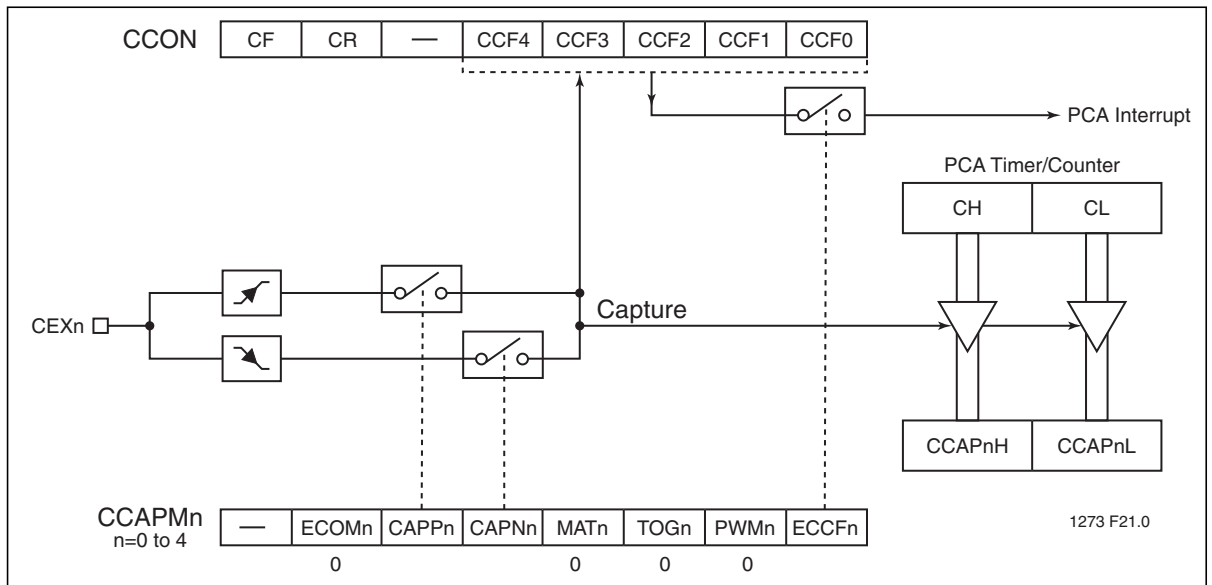 CCON CF CR — CCF4 CCF3 CCF2 CCF1 CCF0
PCA Interrupt
PCA Timer/Counter
CH CL
CEXn
Capture
CCAPnH CCAPnL
CCAPMn
n=0 to 4
— ECOMn CAPPn CAPNn MATn TOGn PWMn ECCFn
0 0 0 0
1273 F21.0